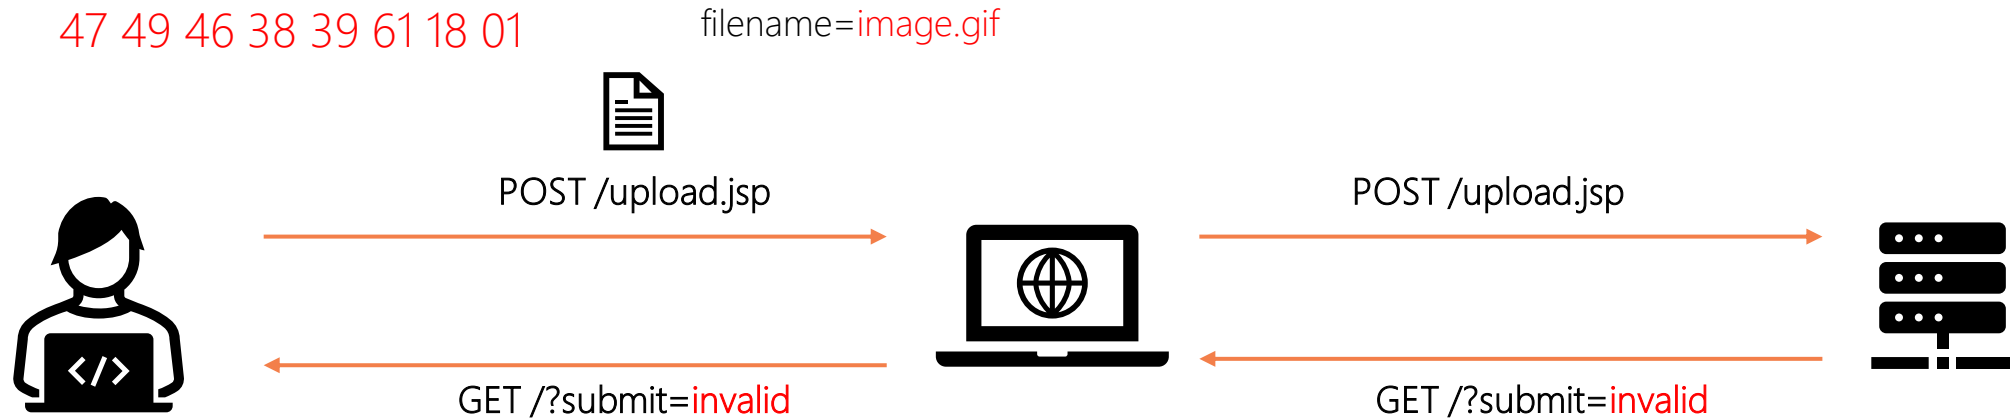 47 49 46 38 39 61 18 01
filename=image.gif
POST /upload.jsp
POST /upload.jsp
</>
GET /?submit=invalid
GET /?submit=invalid